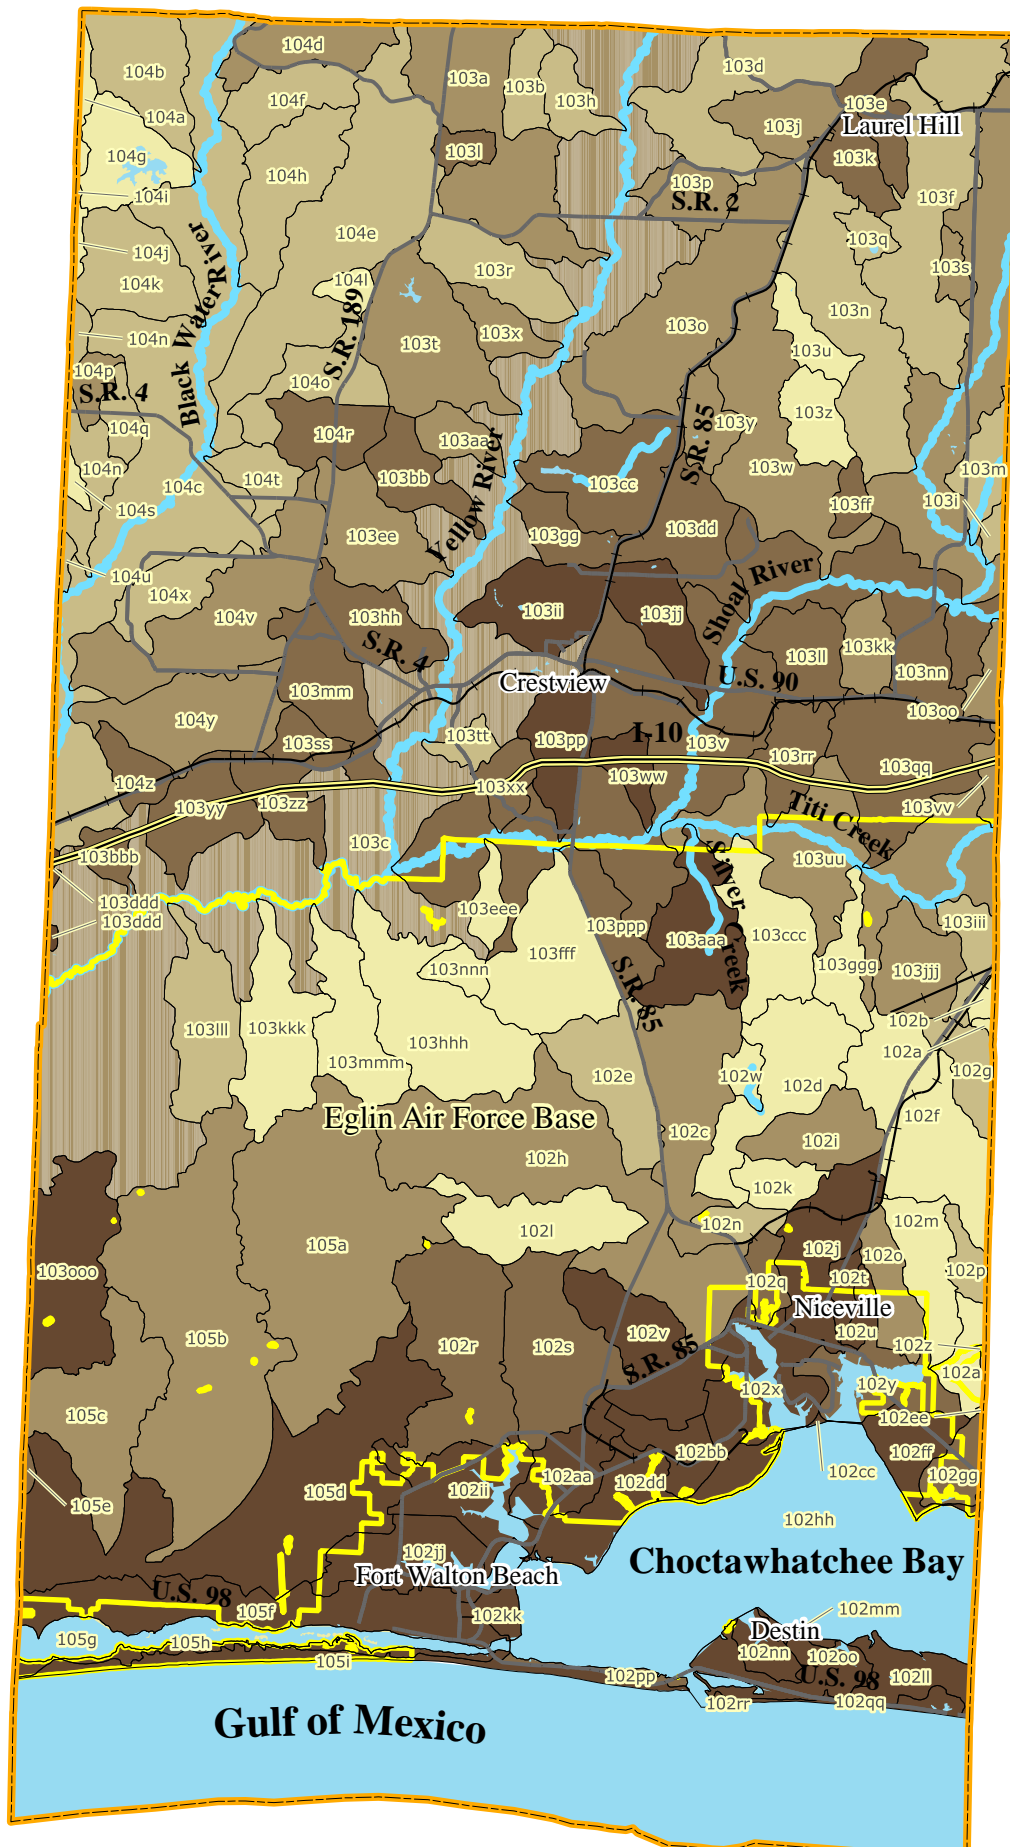 104d
104b
103a
103d
103b
103h
104f
103e
104a
Laurel Hill
103j
103l
104g
103k
104h
103p
104i
103f
S.R. 2
104e
103q
104j
Black Water River
103s
103r
104l
104k
103n
S.R. 189
103o
103x
104n
103t
103u
104p
104o
S.R. 4
103z
103y
104q
104r
103aa
S.R. 85
103w
104n
103m
103bb
104t
103cc
104c
103i
103ff
104s
Yellow River
103dd
103ee
103gg
104u
Shoal River
104x
103ii
103jj
104v
103hh
103kk
S.R. 4
103ll
103nn
Crestview
U.S. 90
103mm
103oo
104y
I-10
103tt
103pp
103ss
103v
103rr
103qq
103ww
104z
103xx
103zz
103yy
103vv
Titi Creek
103c
103bbb
103uu
Silver Creek
103ddd
103eee
103ddd
103iii
103ppp
103ccc
103aaa
103fff
103ggg
103nnn
103jjj
S.R. 85
102b
103lll
103kkk
103hhh
102a
103mmm
102g
102e
102w
102d
102f
Eglin Air Force Base
102c
102i
102h
102k
102n
102m
102l
105a
102j
102o
103ooo
102p
102q
102t
Niceville
105b
102v
102u
102r
102s
102z
S.R. 85
102a
102y
102x
105c
102ee
102bb
102ff
102cc
102aa
102gg
102dd
105d
102ii
105e
102hh
102jj
Choctawhatchee Bay
Fort Walton Beach
U.S. 98
105f
102kk
102mm
Destin
105g
105h
102nn
102oo
105i
102pp
U.S. 98
102ll
102rr
102qq
Gulf of Mexico